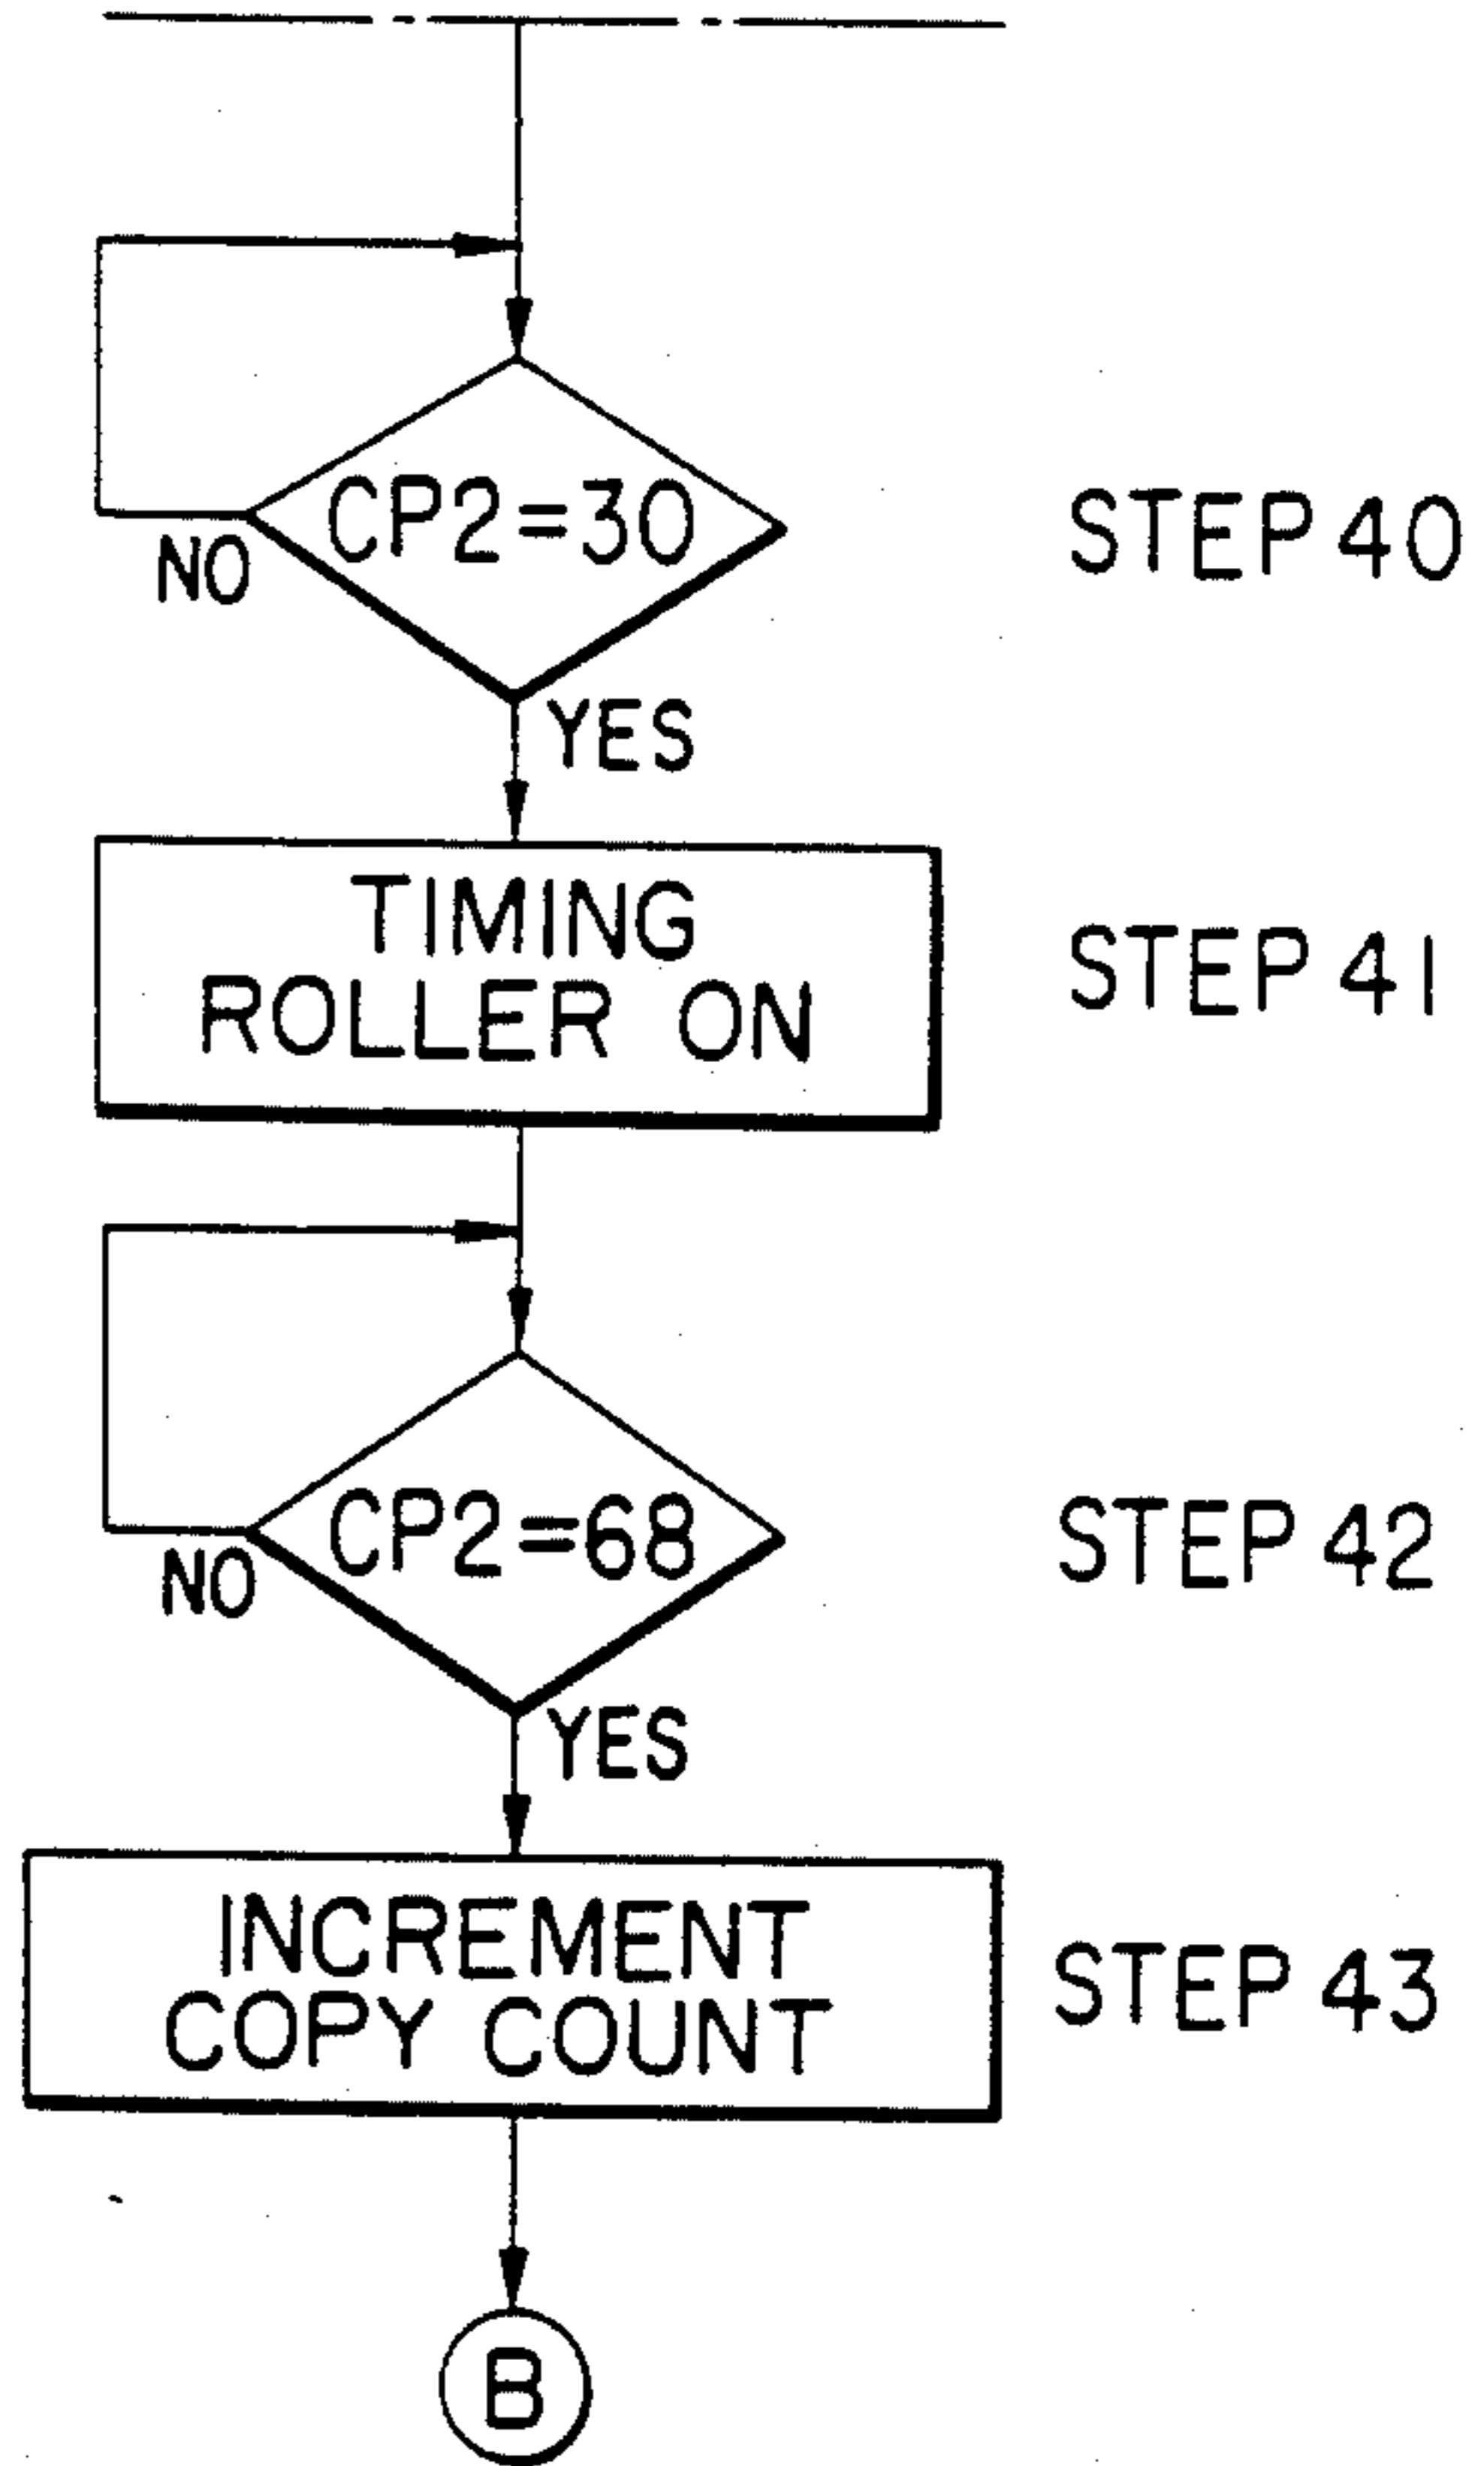 CP2=30
STEP 40
NO
YES
TIMING
ROLLER ON
STEP 41
CP2=68
STEP 42
NO
YES
INCREMENT
COPY COUNT
STEP 43
B